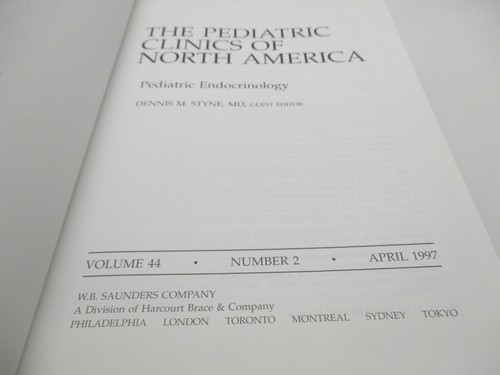 THE PEDIATRIC
CLINICS OF
NORTH AMERICA
Pediatric Endocrinology
DENNIS M. STYNE, MD, GUEST EDITOR
VOLUME 44 • NUMBER 2 • APRIL 1997
W.B. SAUNDERS COMPANY
A Division of Harcourt Brace & Company
PHILADELPHIA LONDON TORONTO MONTREAL SYDNEY TOKYO